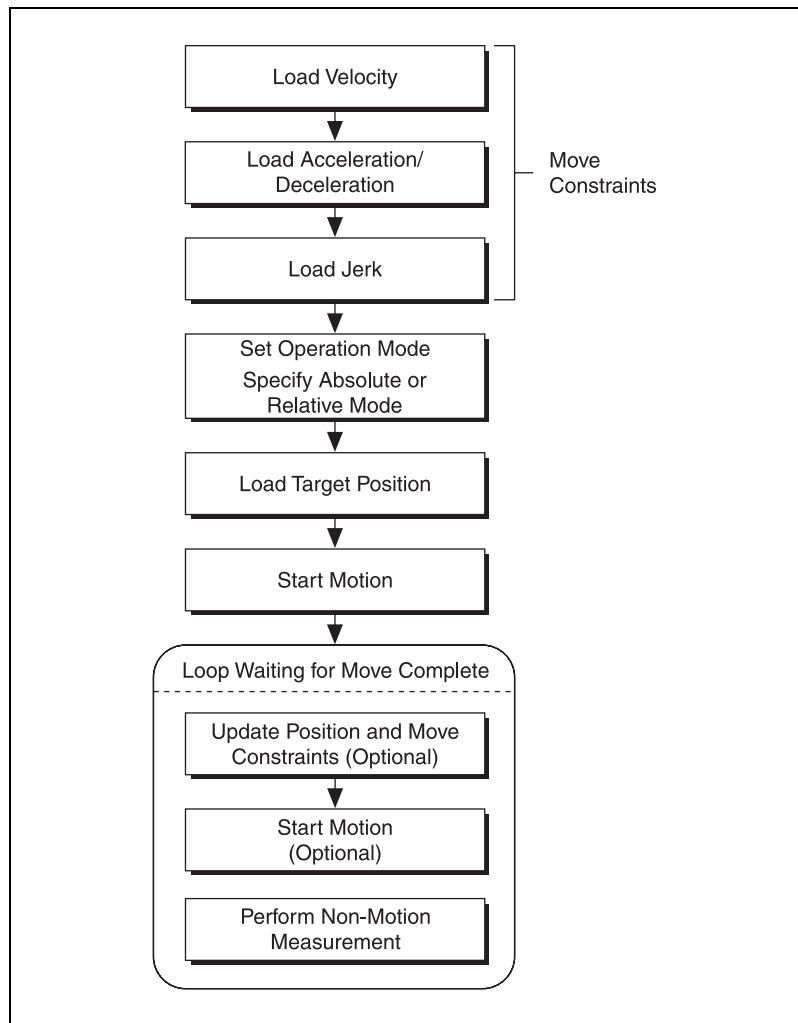 Load Velocity
Load Acceleration/
Deceleration
Move
Constraints
Load Jerk
Set Operation Mode
Specify Absolute or
Relative Mode
Load Target Position
Start Motion
Loop Waiting for Move Complete
Update Position and Move
Constraints (Optional)
Start Motion
(Optional)
Perform Non-Motion
Measurement